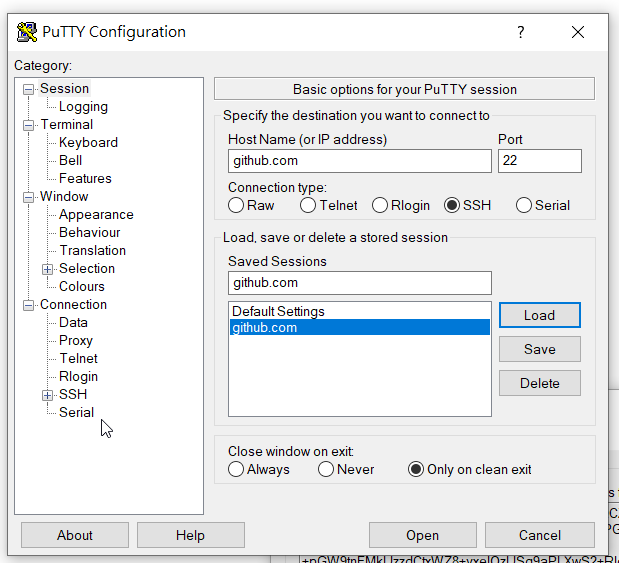 PuTTY Configuration
Category:
Session
Logging
Terminal
Keyboard
Bell
Features
Window
Appearance
Behaviour
Translation
Selection
Colours
Connection
Data
Proxy
Telnet
Rlogin
SSH
Serial
Basic options for your PuTTY session
Specify the destination you want to connect to
Host Name (or IP address) Port
github.com 22
Connection type:
Raw Telnet Rlogin SSH Serial
Load, save or delete a stored session
Saved Sessions
github.com
Default Settings
github.com
Load
Save
Delete
Close window on exit:
Always Never Only on clean exit
About Help Open Cancel